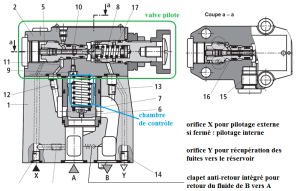 2 5 10 a 8 17
valve pilote
Coupe a – a
a
11
9
1
12
3
13
7
6
chambre
de contrôle
16 15
orifice X pour pilotage externe
si fermé : pilotage interne
orifice Y pour récupération des
fuites vers le réservoir
clapet anti-retour intégré pour
retour du fluide de B vers A
14
X A B Y